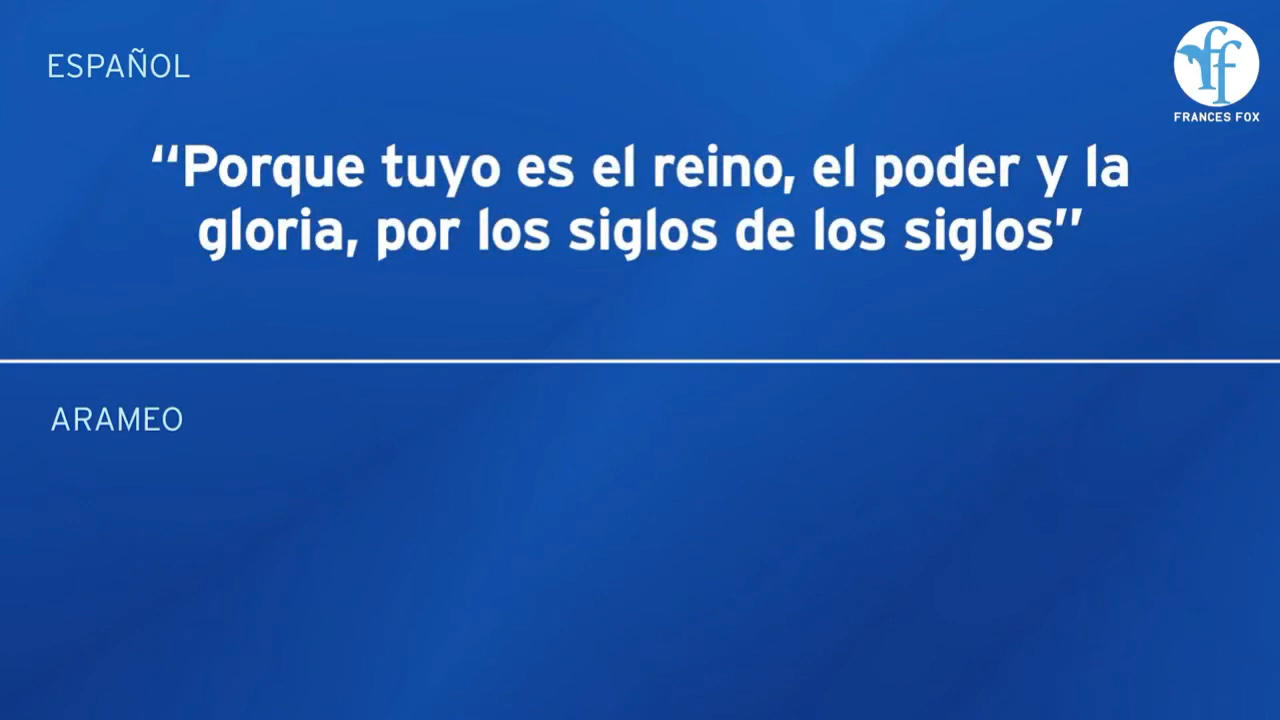 ESPAÑOL
FRANCES FOX
“Porque tuyo es el reino, el poder y la
gloria, por los siglos de los siglos”
ARAMEO